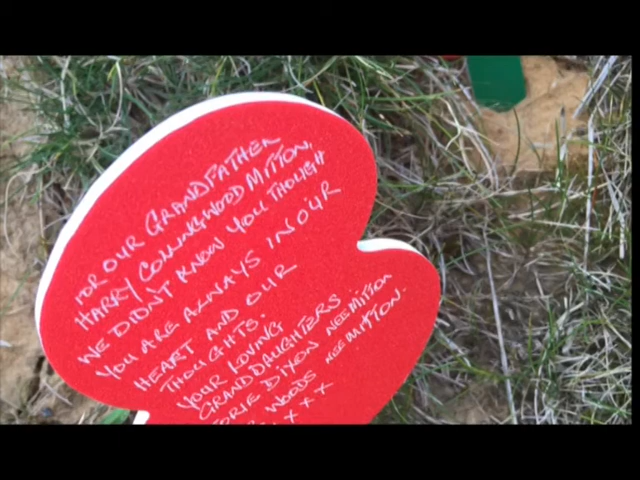 FOR OUR GRANDFATHER
HARRY COLLINGWOOD MITTON,
WE DIDN'T KNOW YOU THOUGH
YOU ARE ALWAYS IN OUR
HEART AND OUR
THOUGHTS.
YOUR LOVING
GRANDDAUGHTERS
DIXON NEE MITTON
WOODS NEE MITTON.
X X X